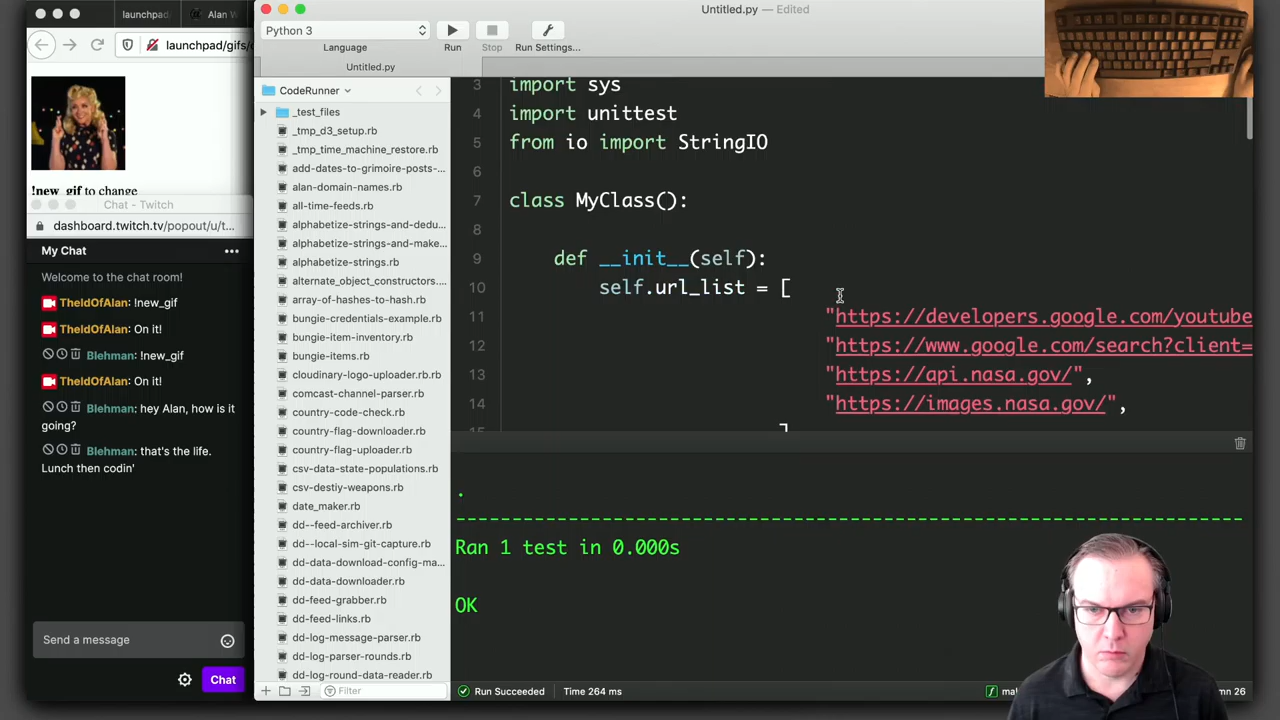 launchpad
Alan W
launchpad/gifs/
!new_gif to change
Chat - Twitch
dashboard.twitch.tv/popout/u/t...
My Chat
Welcome to the chat room!
TheIdOfAlan: !new_gif
TheIdOfAlan: On it!
Blehman: !new_gif
TheIdOfAlan: On it!
Blehman: hey Alan, how is it
going?
Blehman: that's the life.
Lunch then codin'
Send a message
Chat
Untitled.py — Edited
Python 3
Language
Run
Stop
Run Settings...
Untitled.py
CodeRunner
_test_files
_tmp_d3_setup.rb
_tmp_time_machine_restore.rb
add-dates-to-grimoire-posts-...
alan-domain-names.rb
all-time-feeds.rb
alphabetize-strings-and-dedu...
alphabetize-strings-and-make...
alphabetize-strings.rb
alternate_object_constructors.
array-of-hashes-to-hash.rb
bungie-credentials-example.rb
bungie-item-inventory.rb
bungie-items.rb
cloudinary-logo-uploader.rb
comcast-channel-parser.rb
country-code-check.rb
country-flag-downloader.rb
country-flag-uploader.rb
csv-data-state-populations.rb
csv-destiy-weapons.rb
date_maker.rb
dd--feed-archiver.rb
dd--local-sim-git-capture.rb
dd-data-download-config-ma...
dd-data-downloader.rb
dd-feed-grabber.rb
dd-feed-links.rb
dd-log-message-parser.rb
dd-log-parser-rounds.rb
dd-log-round-data-reader.rb
Filter
3 import sys
4 import unittest
5 from io import StringIO
6
7 class MyClass():
8
9 def __init__(self):
10 self.url_list = [
11 "https://developers.google.com/youtube
12 "https://www.google.com/search?client=
13 "https://api.nasa.gov/",
14 "https://images.nasa.gov/",
15 ]
.
Ran 1 test in 0.000s
OK
Run Succeeded
Time 264 ms
mn 26